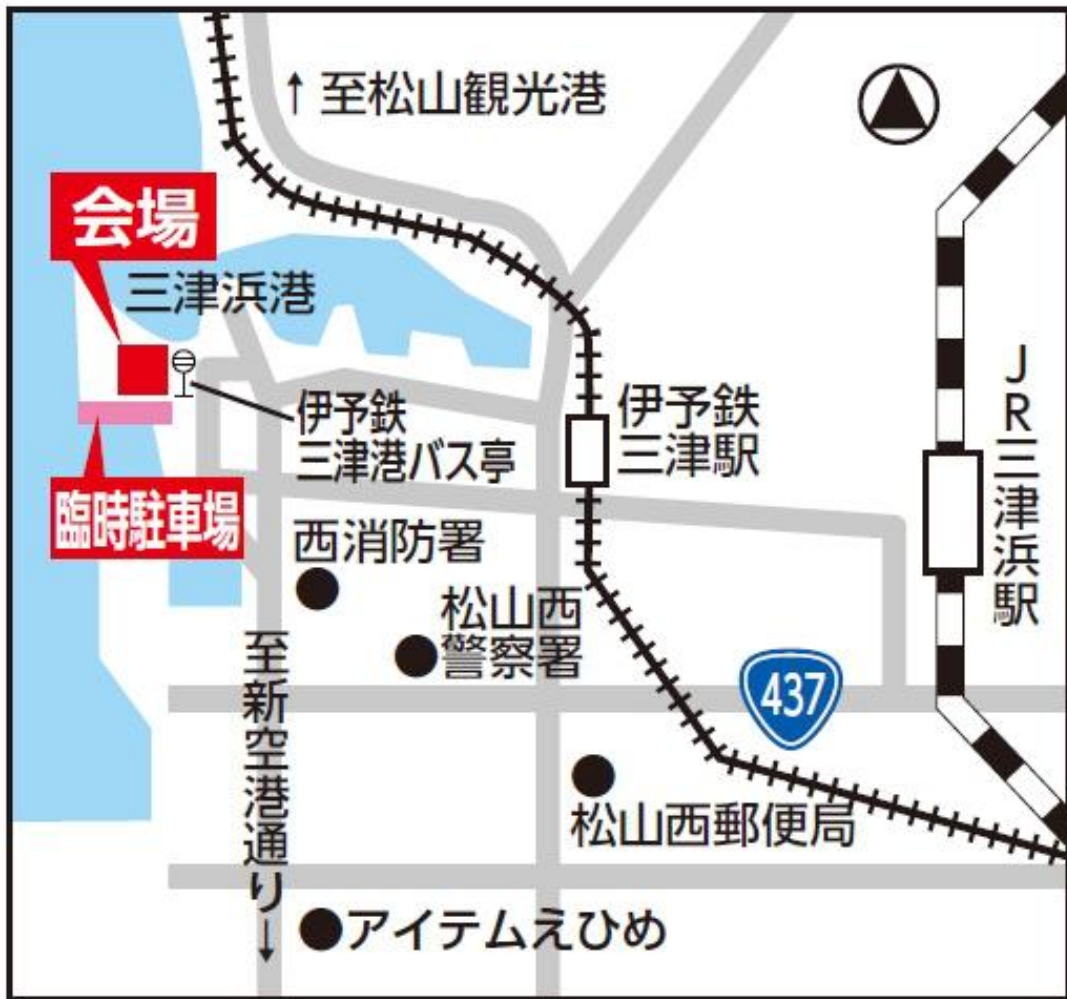 ↑至松山観光港
会場
三津浜港
伊予鉄
三津港バス亭
伊予鉄
三津駅
JR三津浜駅
臨時駐車場
西消防署
松山西
警察署
437
至新空港通り↓
松山西郵便局
アイテムえひめ